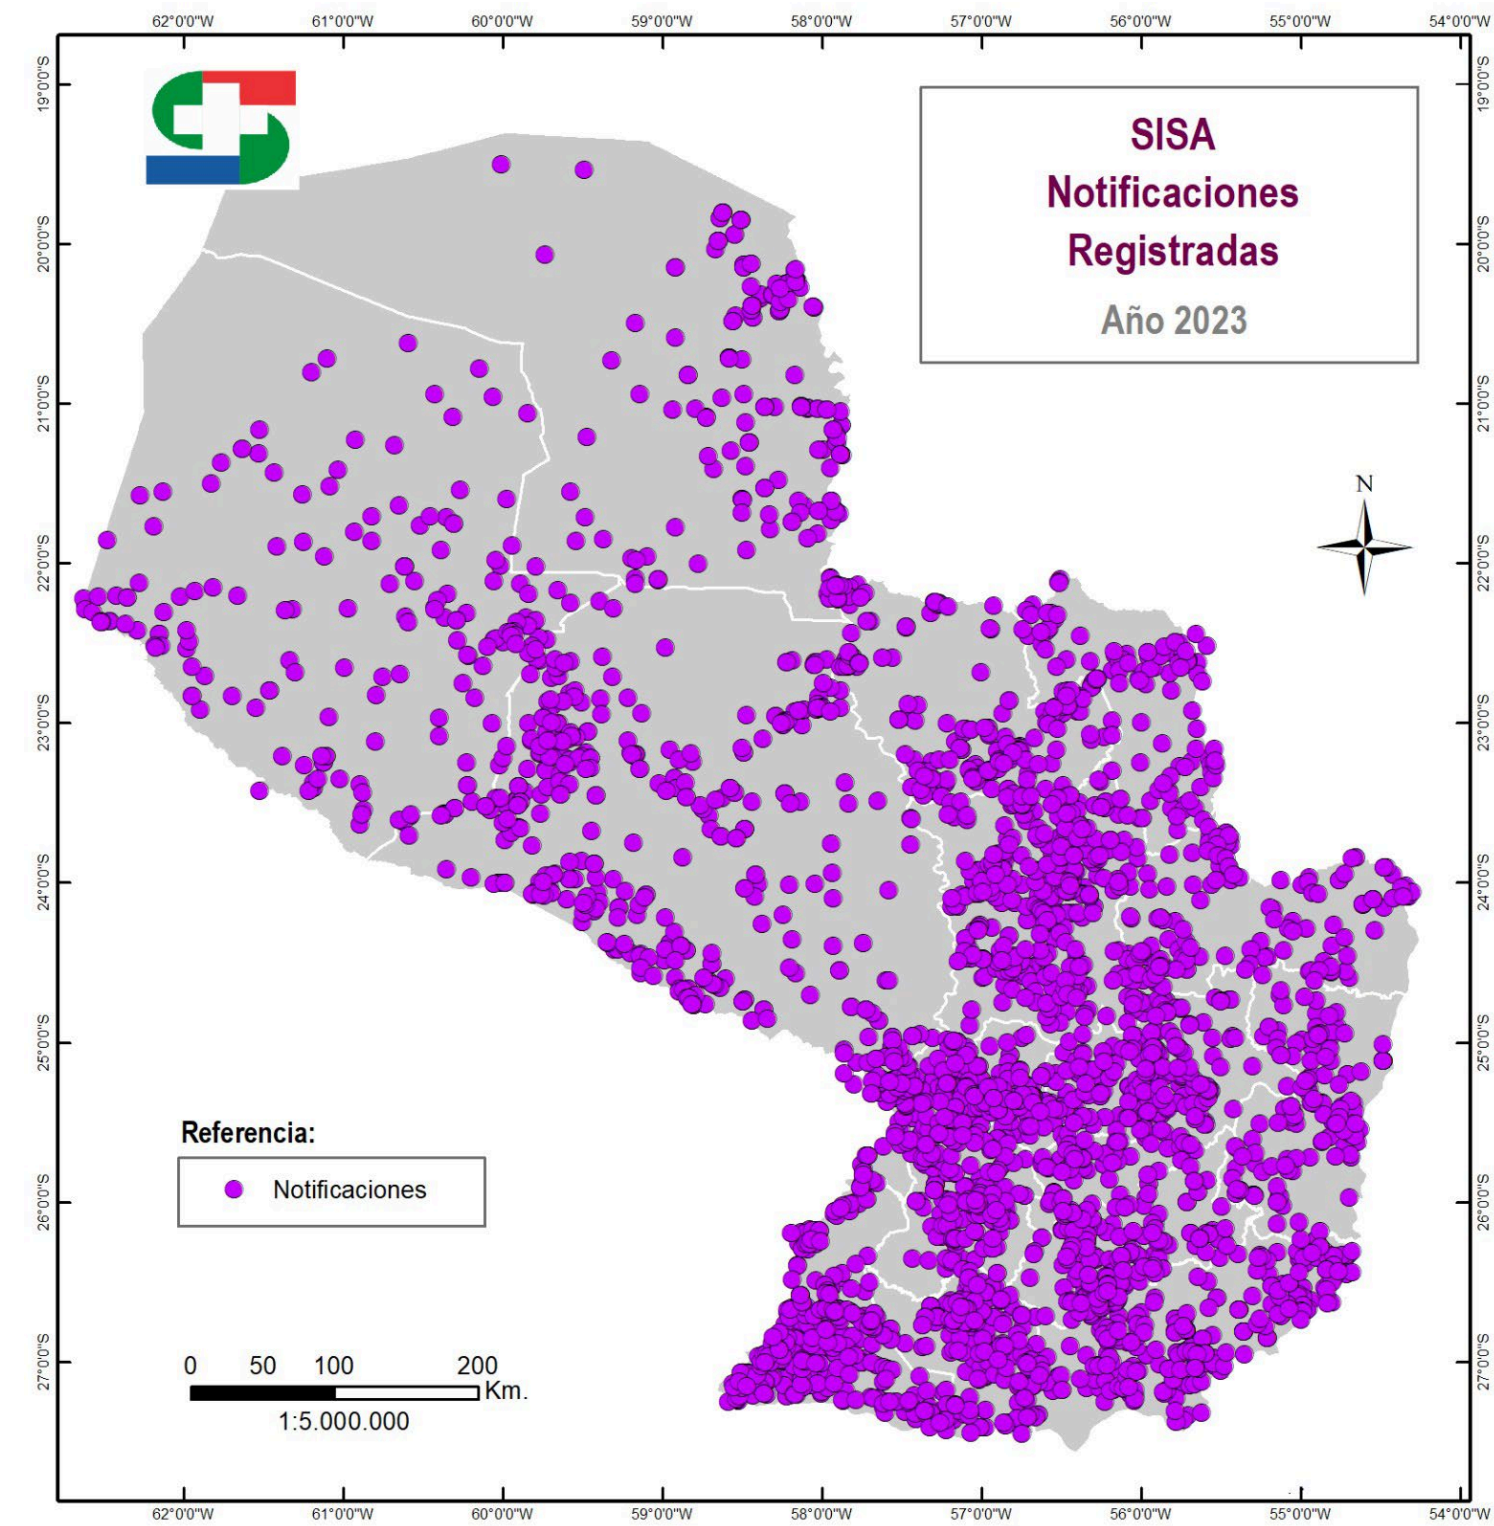 62°0'0"W 61°0'0"W 60°0'0"W 59°0'0"W 58°0'0"W 57°0'0"W 56°0'0"W 55°0'0"W 54°0'0"W
19°0'0"S
19°0'0"S
SISA
Notificaciones
Registradas
Año 2023
20°0'0"S
20°0'0"S
21°0'0"S
21°0'0"S
N
22°0'0"S
22°0'0"S
23°0'0"S
23°0'0"S
24°0'0"S
24°0'0"S
25°0'0"S
25°0'0"S
Referencia:
Notificaciones
26°0'0"S
26°0'0"S
0 50 100 200
Km.
1:5.000.000
27°0'0"S
27°0'0"S
62°0'0"W 61°0'0"W 60°0'0"W 59°0'0"W 58°0'0"W 57°0'0"W 56°0'0"W 55°0'0"W 54°0'0"W